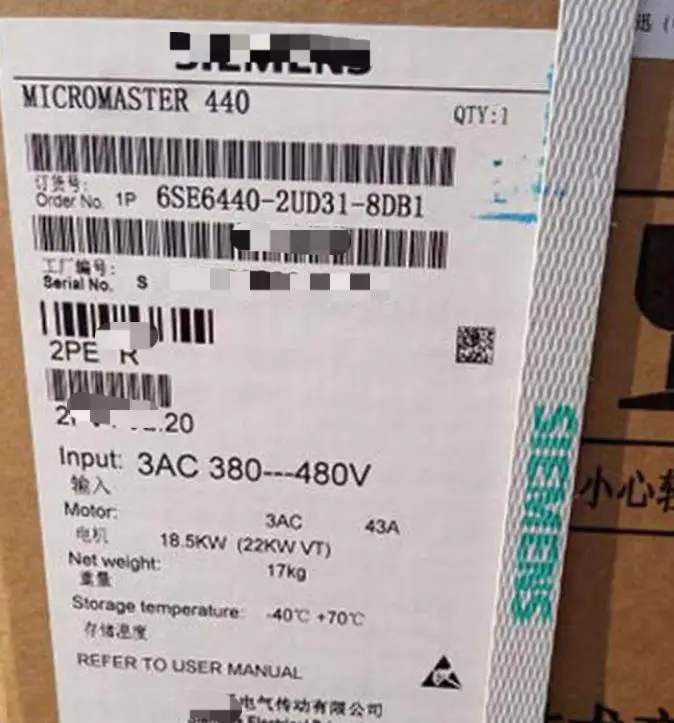 SIEMENS
MICROMASTER 440
QTY:1
订货号:
Order No. 1P 6SE6440-2UD31-8DB1
工厂编号:
Serial No. S
2PE R
.20
Input: 3AC 380---480V
输入
Motor: 3AC 43A
电机 18.5KW (22KW VT)
Net weight: 17kg
重量
Storage temperature: -40℃ +70℃
存储温度
REFER TO USER MANUAL
电气传动有限公司
Electrical
SIEMENS
迅
小心轻